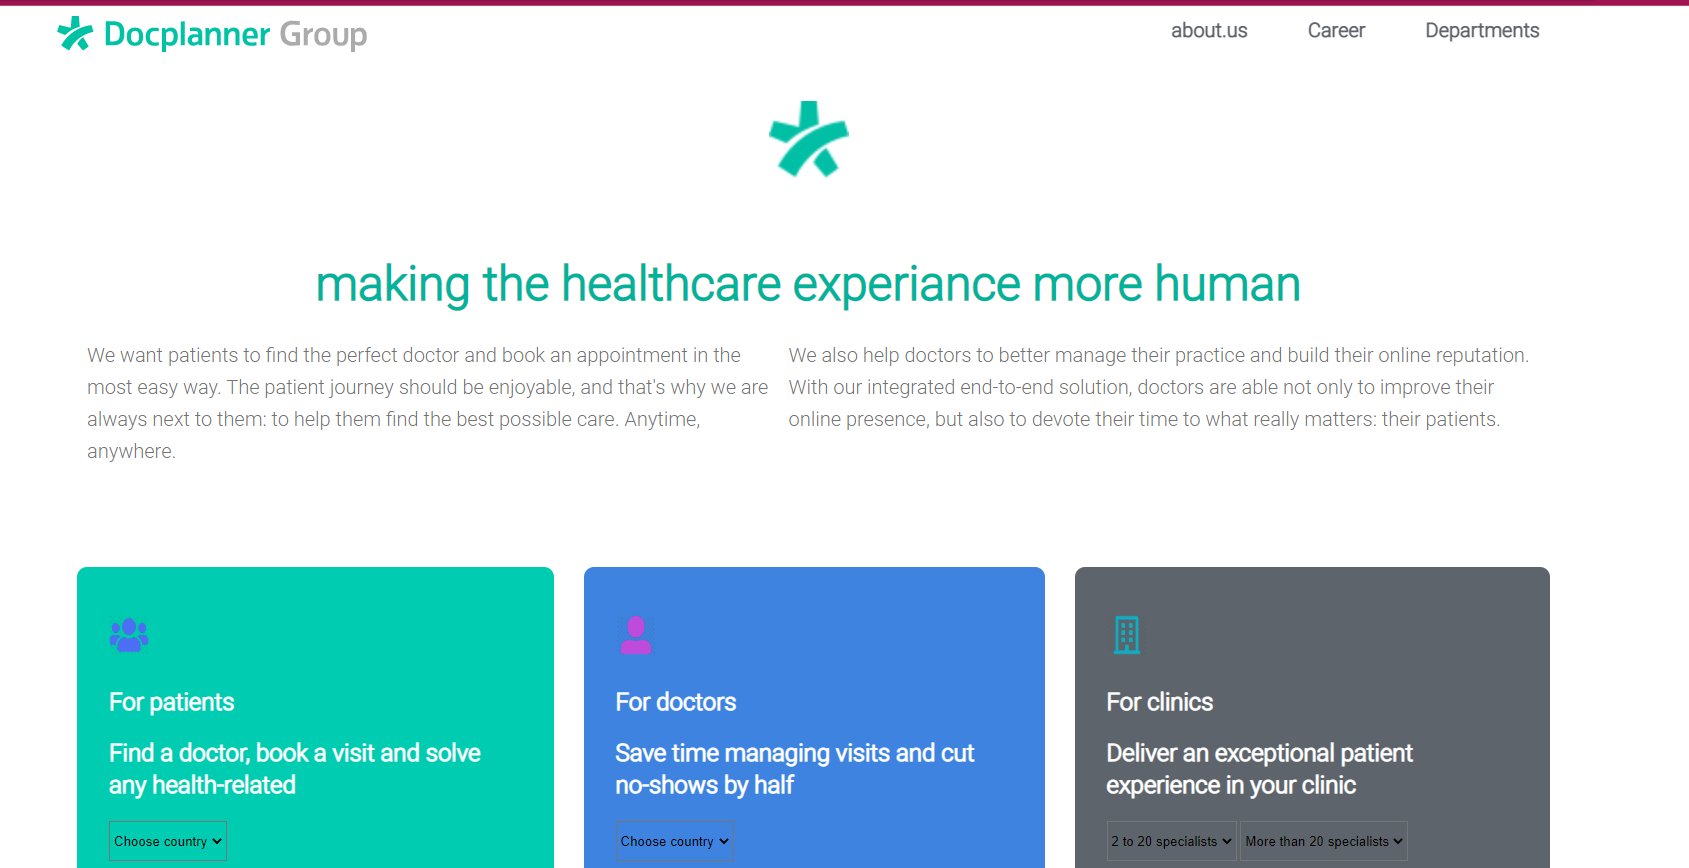 Docplanner Group
about.us
Career
Departments
making the healthcare experiance more human
We want patients to find the perfect doctor and book an appointment in the
most easy way. The patient journey should be enjoyable, and that's why we are
always next to them: to help them find the best possible care. Anytime,
anywhere.
We also help doctors to better manage their practice and build their online reputation.
With our integrated end-to-end solution, doctors are able not only to improve their
online presence, but also to devote their time to what really matters: their patients.
For patients
Find a doctor, book a visit and solve
any health-related
Choose country
For doctors
Save time managing visits and cut
no-shows by half
Choose country
For clinics
Deliver an exceptional patient
experience in your clinic
2 to 20 specialists
More than 20 specialists